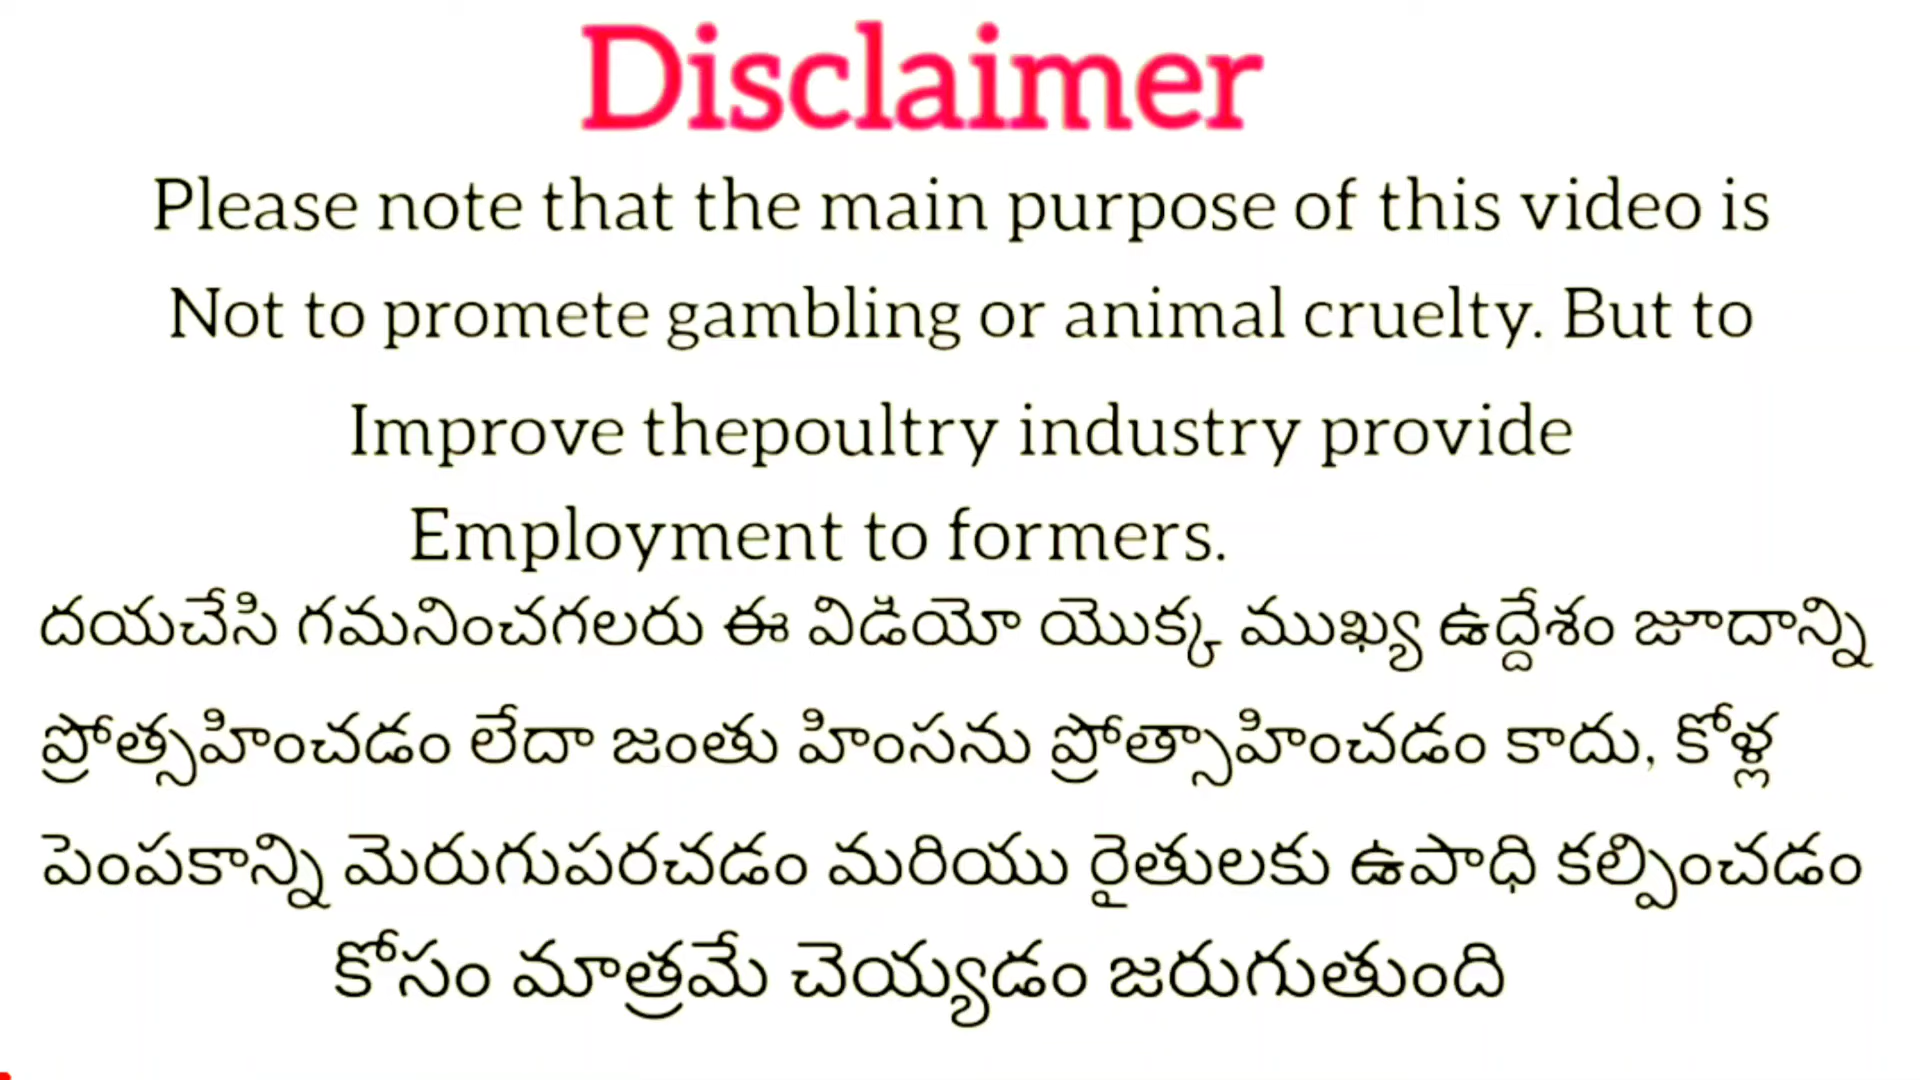 Disclaimer
Please note that the main purpose of this video is
Not to promete gambling or animal cruelty. But to
Improve thepoultry industry provide
Employment to formers.
దయచేసి గమనించగలరు ఈ విడియో యొక్క ముఖ్య ఉద్దేశం జూదాన్ని
ప్రోత్సహించడం లేదా జంతు హింసను ప్రోత్సాహించడం కాదు, కోళ్ల
పెంపకాన్ని మెరుగుపరచడం మరియు రైతులకు ఉపాధి కల్పించడం
కోసం మాత్రమే చెయ్యడం జరుగుతుంది